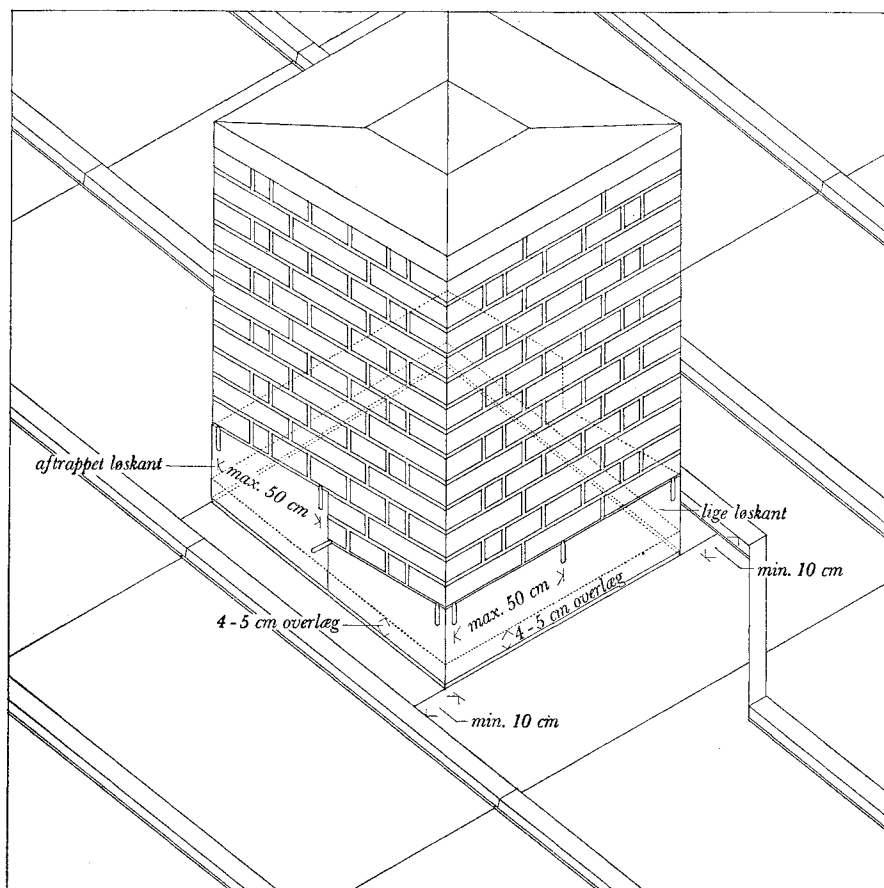 aftrappet løskant
max. 50 cm
lige løskant
min. 10 cm
max. 50 cm
4-5 cm overlæg
4-5 cm overlæg
min. 10 cm